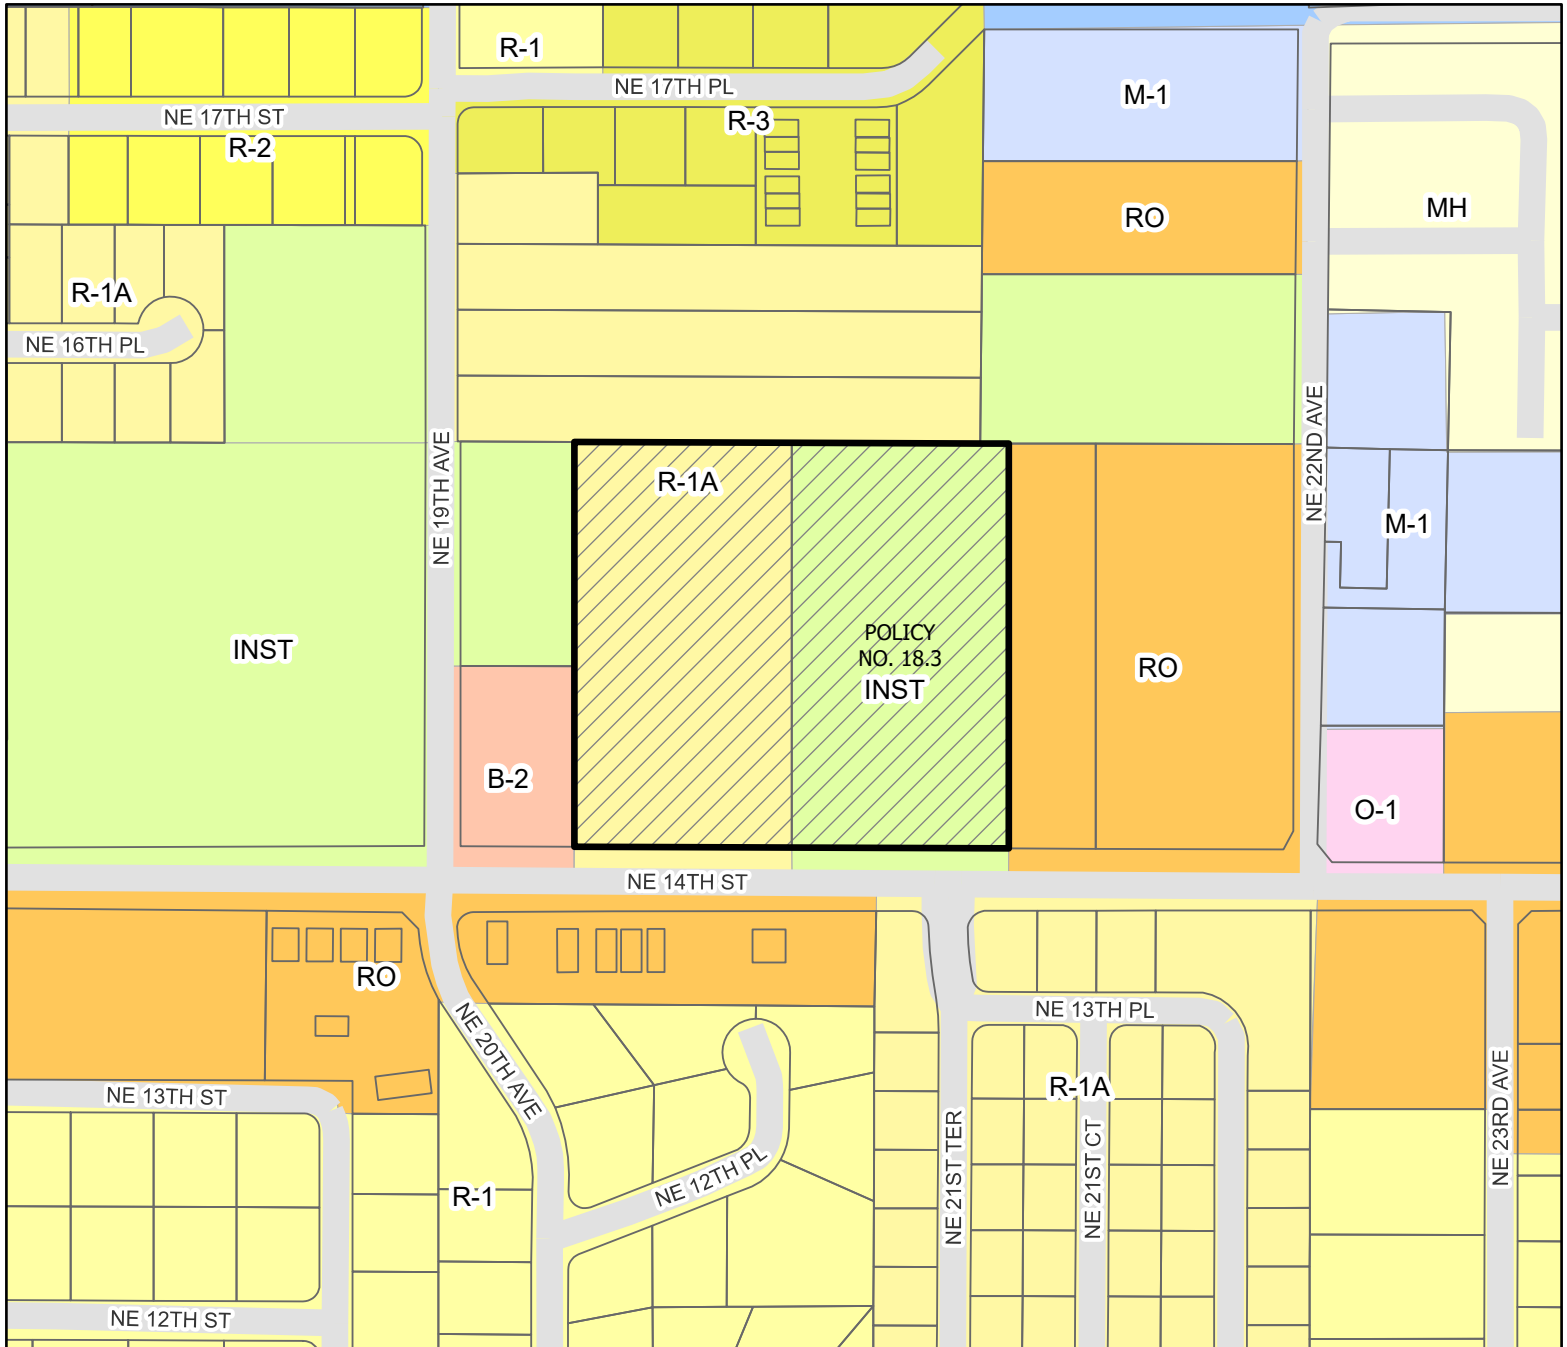 R-1
NE 17TH PL
M-1
NE 17TH ST
R-3
R-2
MH
RO
R-1A
NE 16TH PL
NE 19TH AVE
NE 22ND AVE
R-1A
M-1
POLICY
NO. 18.3
INST
INST
RO
B-2
O-1
NE 14TH ST
RO
NE 20TH AVE
NE 13TH PL
NE 13TH ST
R-1A
NE 23RD AVE
NE 21ST TER
NE 21ST CT
NE 12TH PL
R-1
NE 12TH ST